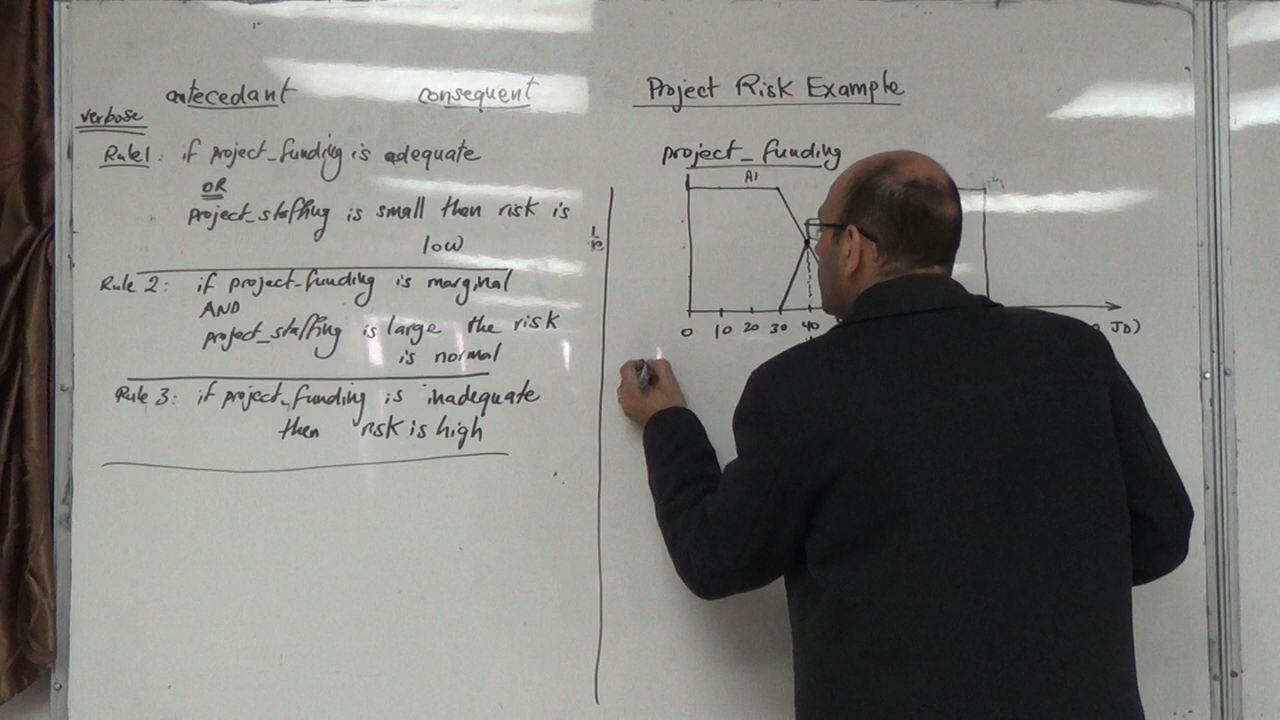 antecedant consequent
verbose
Rule1: if project_funding is adequate
OR
project_staffing is small then risk is
low
Rule 2: if project_funding is marginal
AND
project_staffing is large the risk
is normal
Rule 3: if project_funding is inadequate
then risk is high
Project Risk Example
project_funding
A1
0 10 20 30 40
JD)